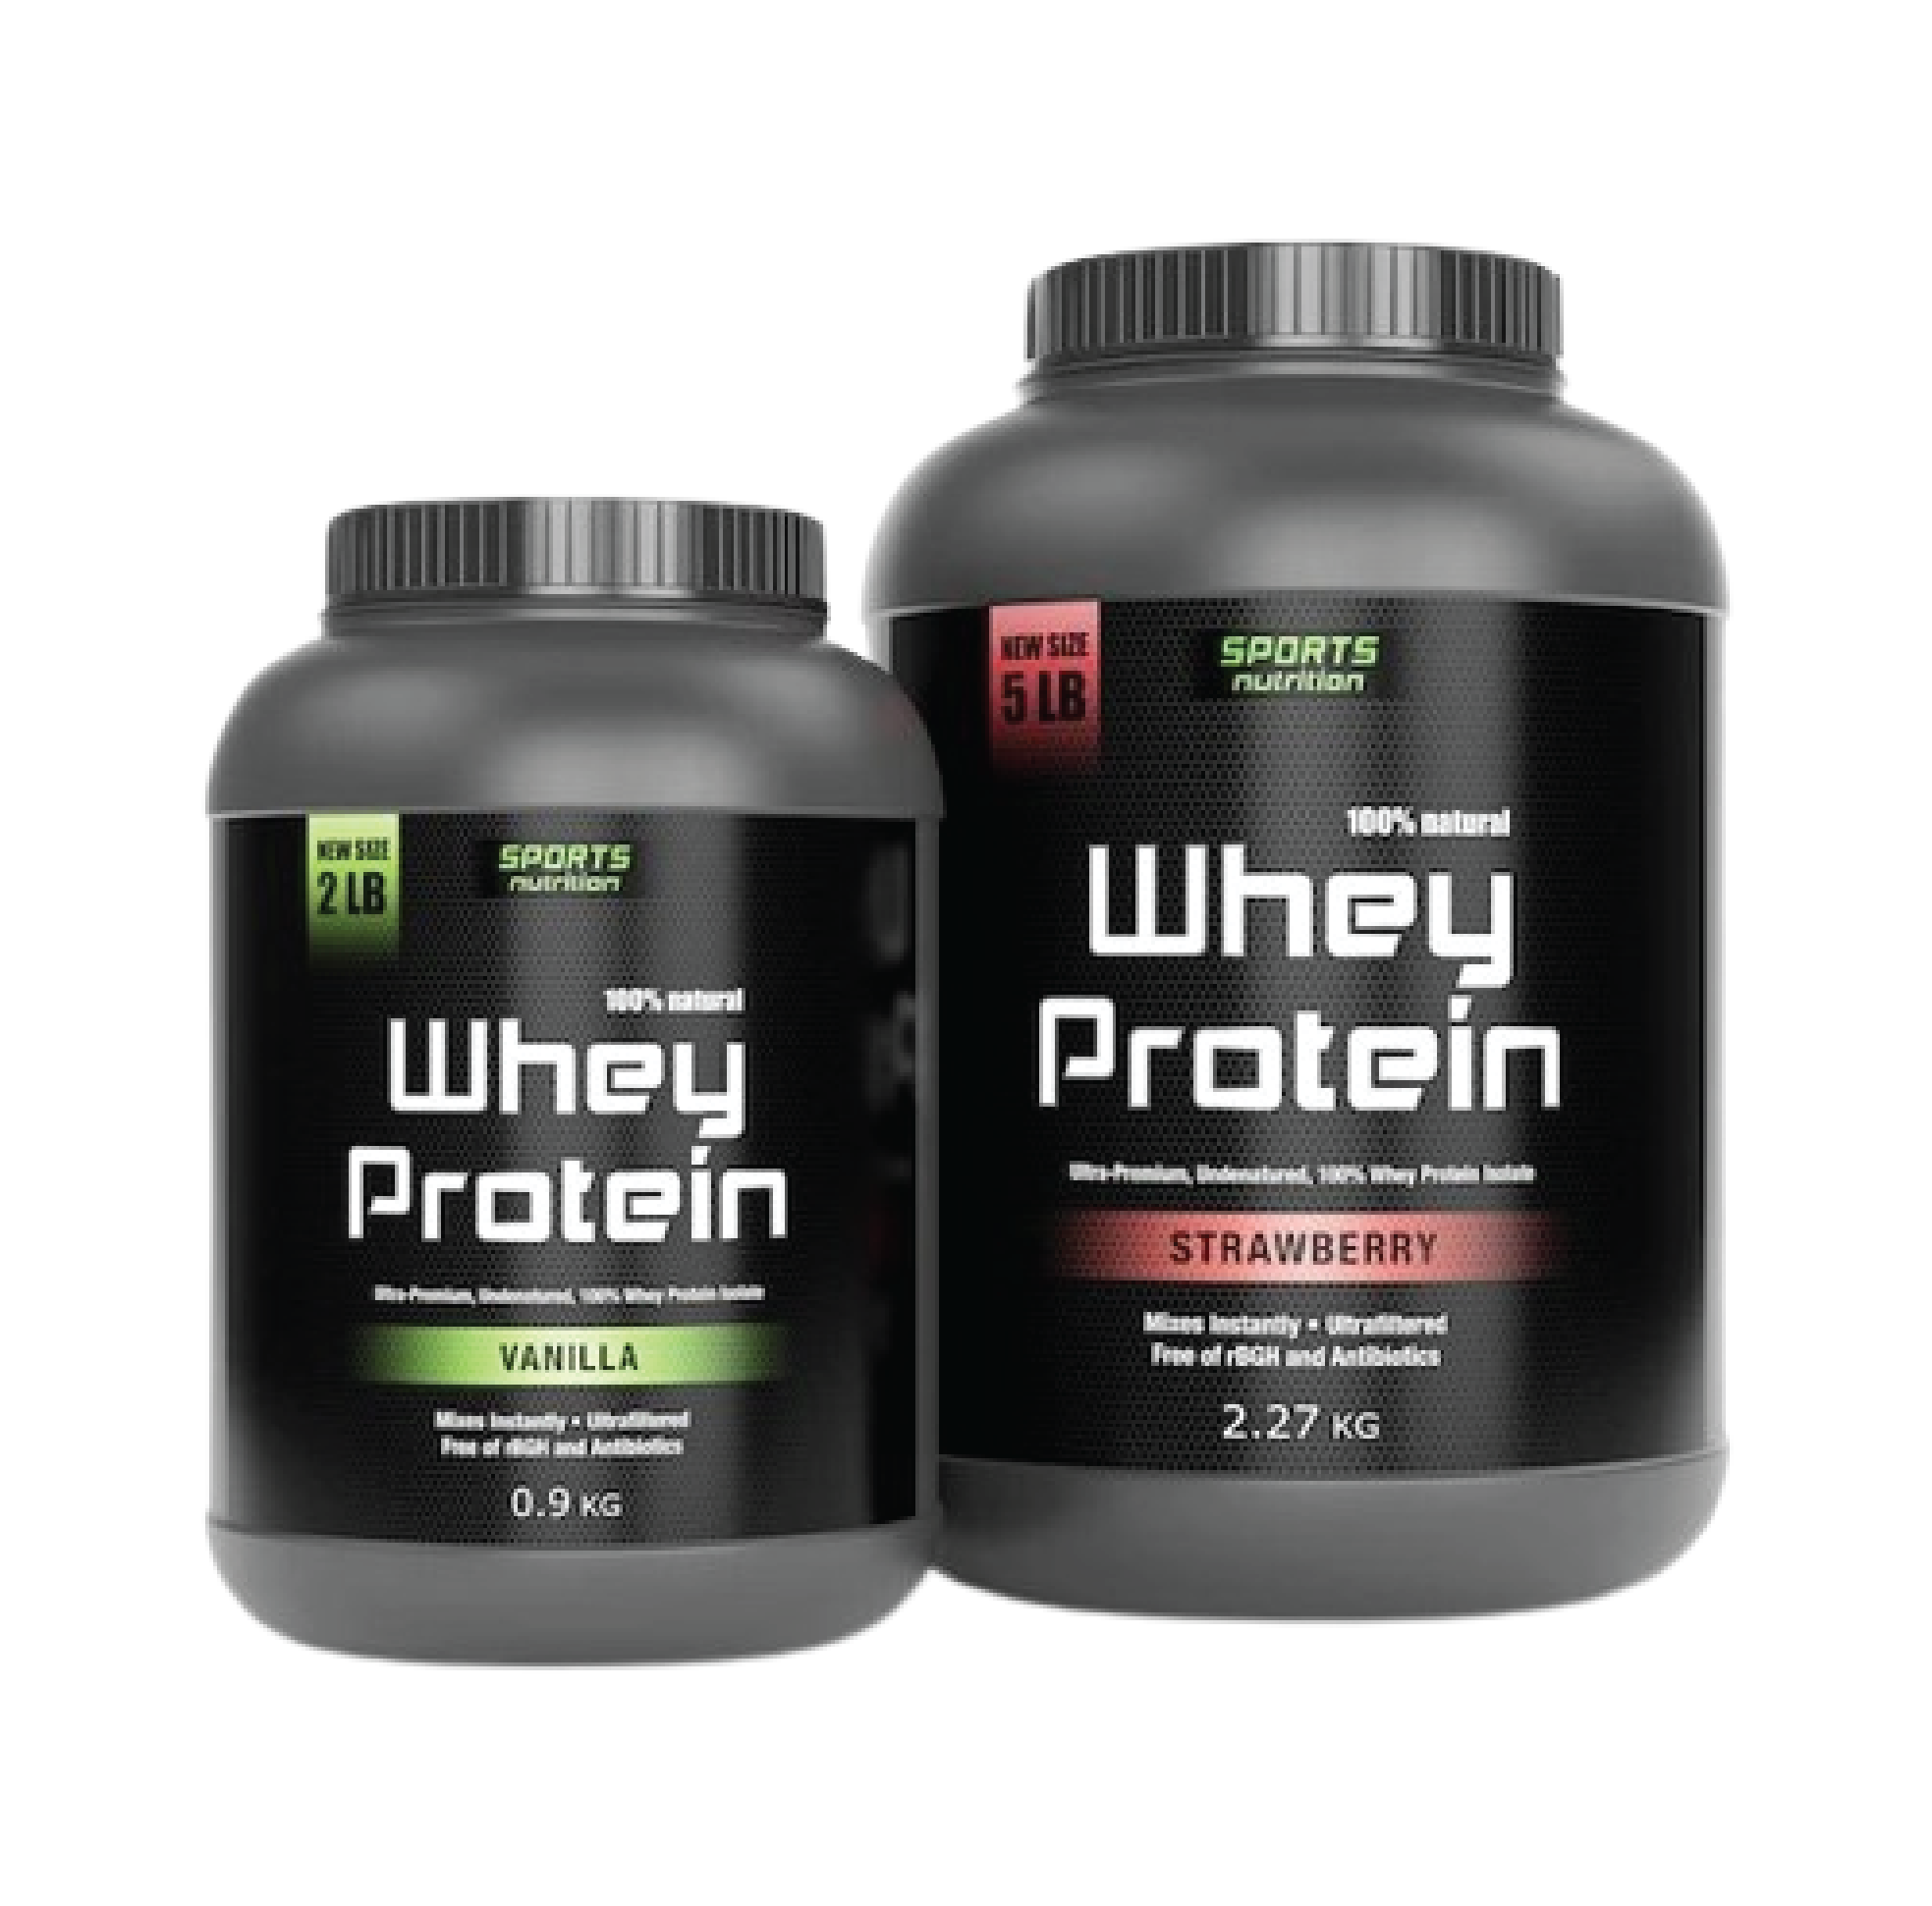 NEW SIZE
2 LB
SPORTS
nutrition
100% natural
Whey
Protein
Ultra-Premium, Undenatured, 100% Whey Protein Isolate
VANILLA
Mixes Instantly • Ultrafiltered
Free of rBGH and Antibiotics
0.9 KG
NEW SIZE
5 LB
SPORTS
nutrition
100% natural
Whey
Protein
Ultra-Premium, Undenatured, 100% Whey Protein Isolate
STRAWBERRY
Mixes Instantly • Ultrafiltered
Free of rBGH and Antibiotics
2.27 KG